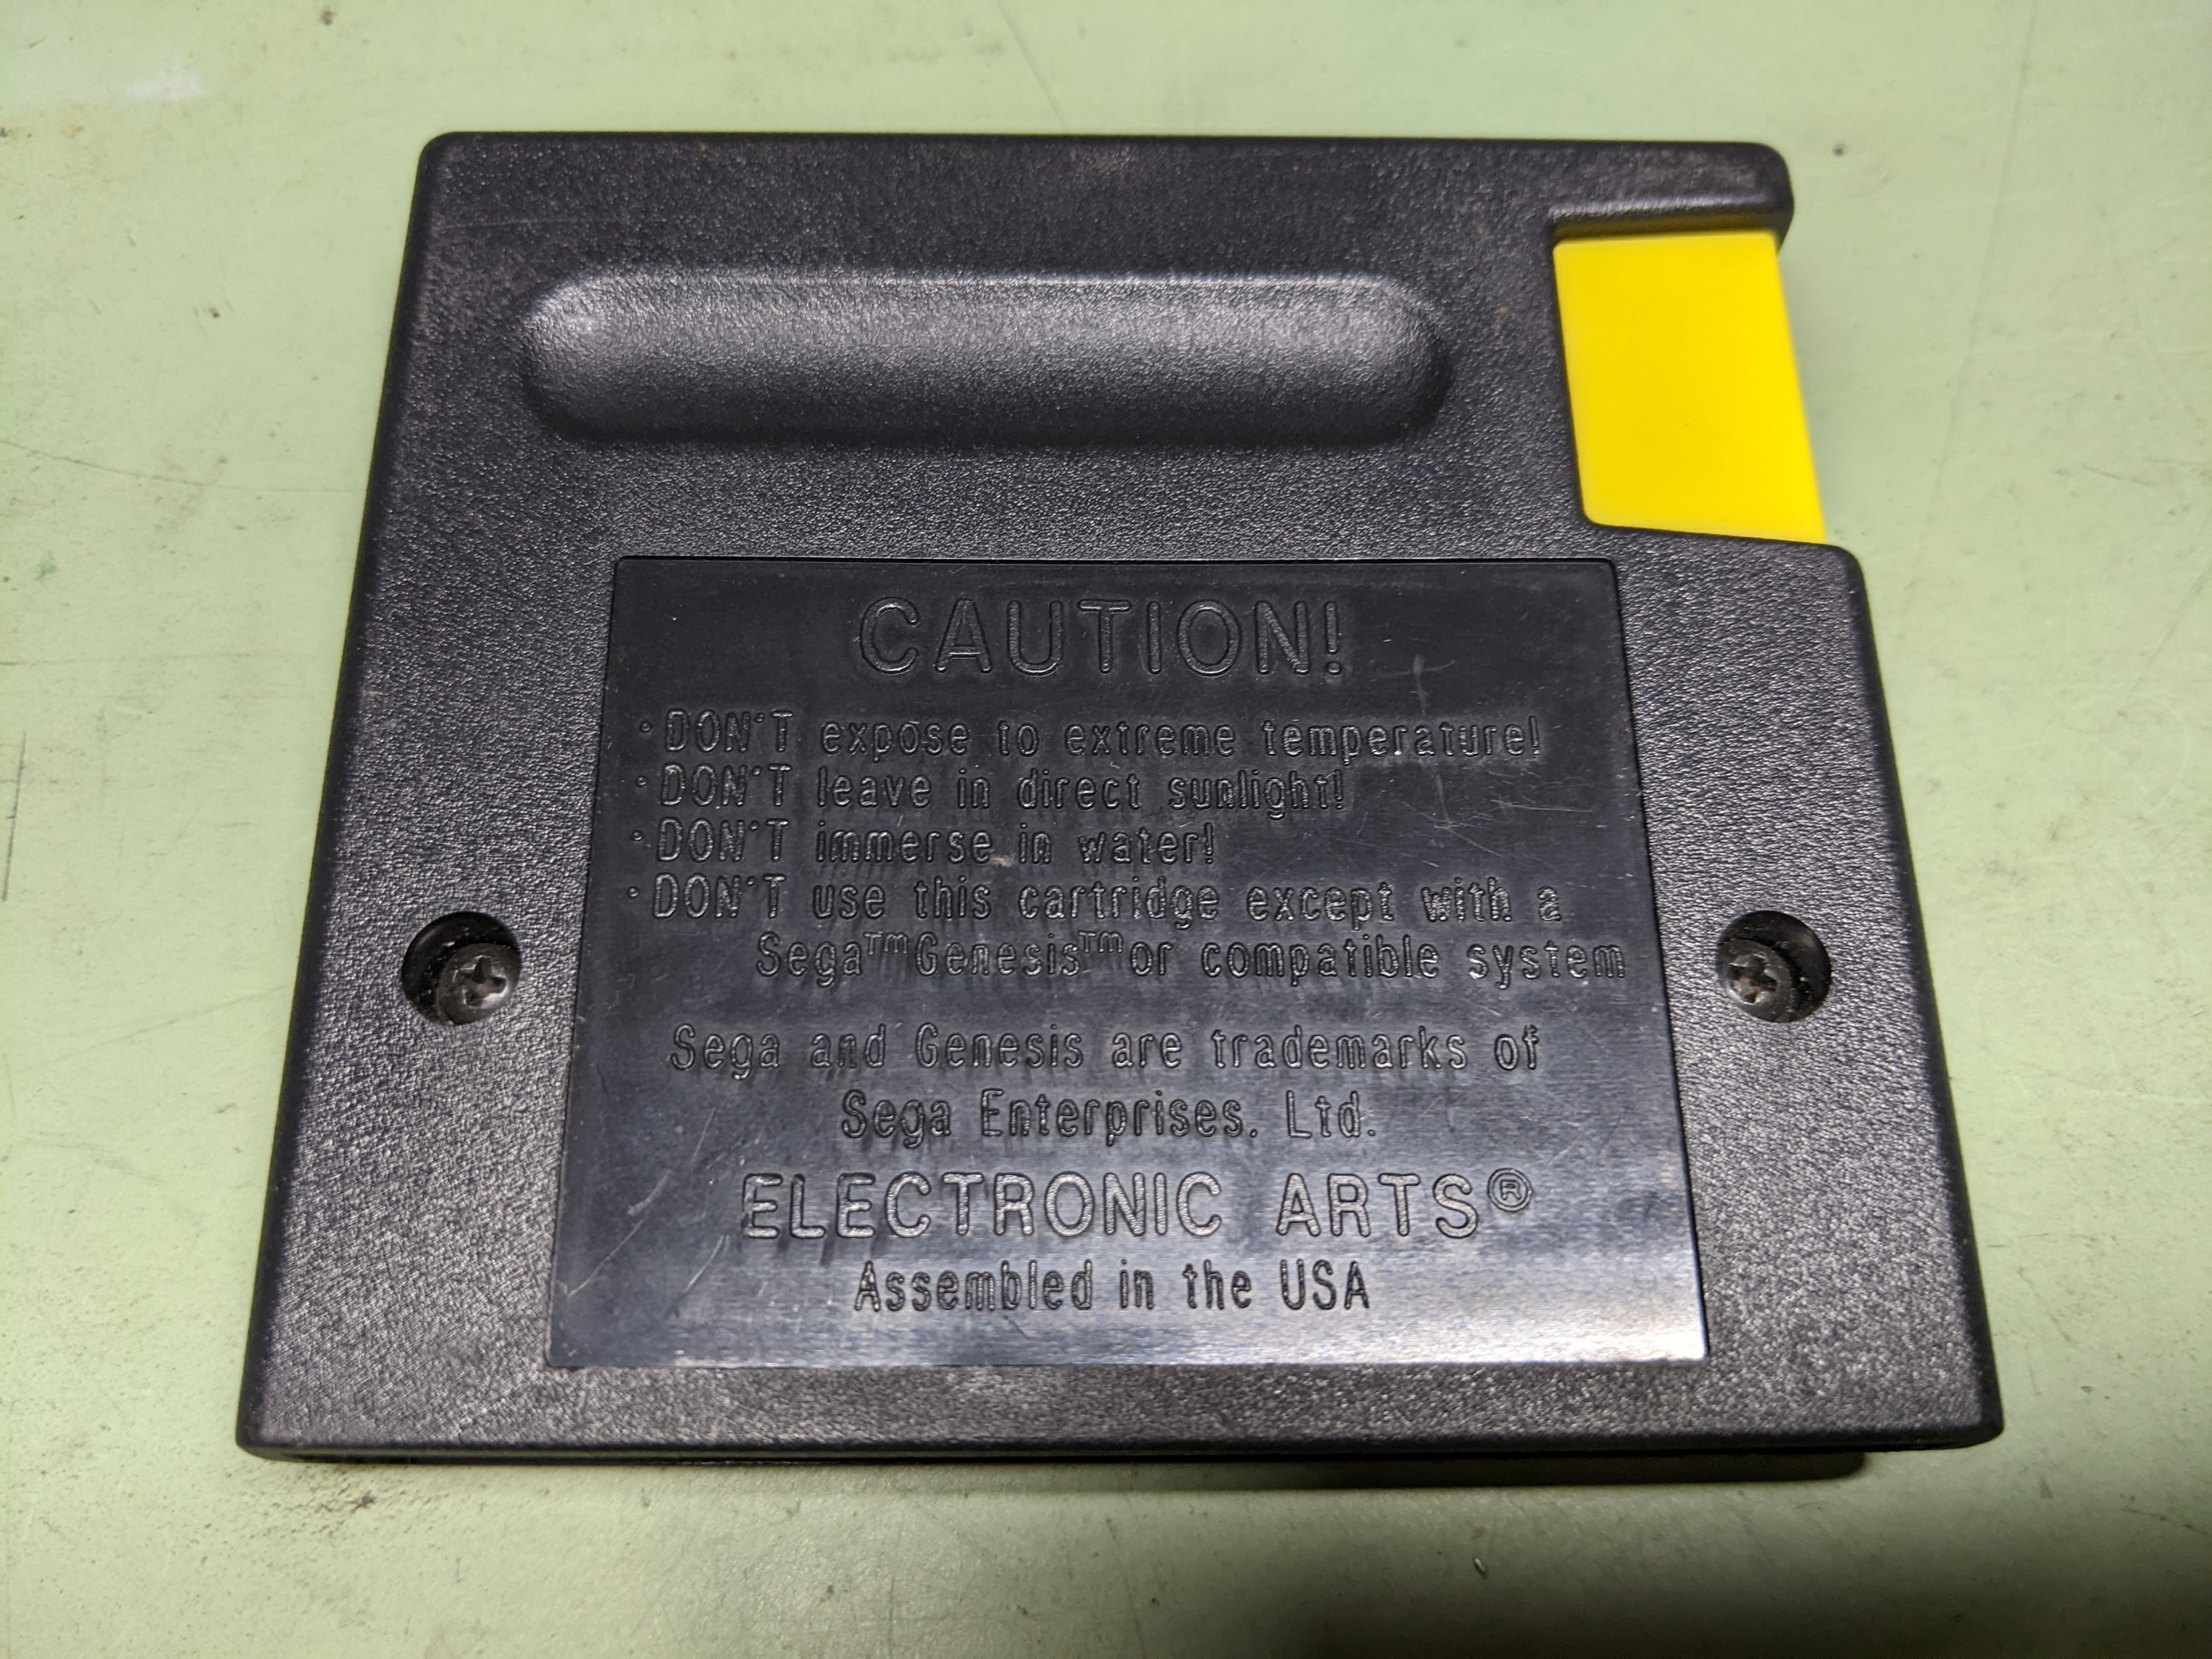 CAUTION!
·DON'T expose to extreme temperature!
·DON'T leave in direct sunlight!
·DON'T immerse in water!
·DON'T use this cartridge except with a
Sega™Genesis™or compatible system
Sega and Genesis are trademarks of
Sega Enterprises, Ltd.
ELECTRONIC ARTS®
Assembled in the USA